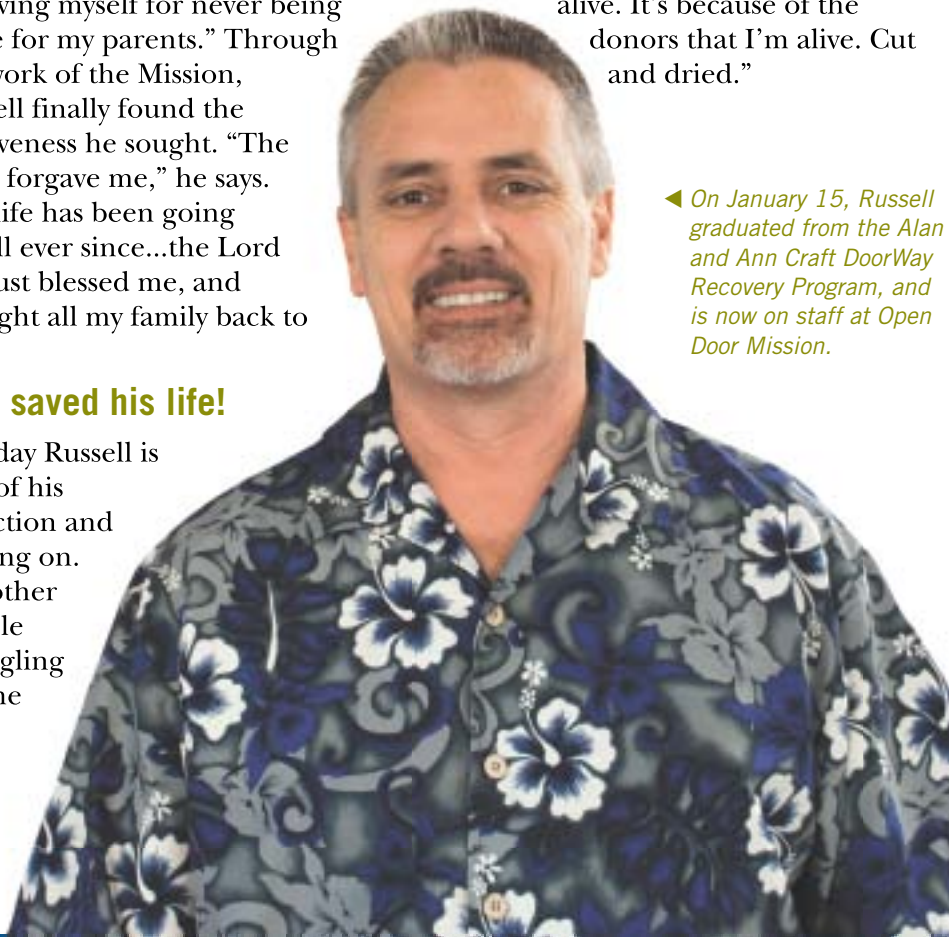 ving myself for never being
e for my parents.” Through
work of the Mission,
ell finally found the
veness he sought. “The
forgave me,” he says.
life has been going
ll ever since...the Lord
ust blessed me, and
ght all my family back to
saved his life!
day Russell is
of his
ction and
ng on.
other
le
gling
alive. It’s because of the
donors that I’m alive. Cut
and dried.”
◄ On January 15, Russell
graduated from the Alan
and Ann Craft DoorWay
Recovery Program, and
is now on staff at Open
Door Mission.